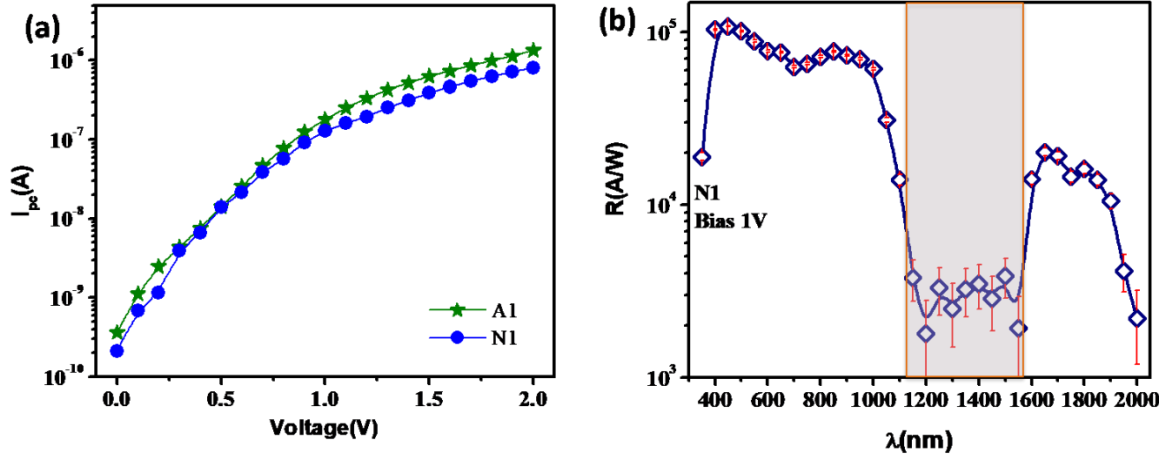 (a)
I_pc(A)
10^-6
10^-7
10^-8
10^-9
10^-10
A1
N1
0.0 0.5 1.0 1.5 2.0
Voltage(V)
(b)
R(A/W)
10^5
10^4
10^3
N1
Bias 1V
400 600 800 1000 1200 1400 1600 1800 2000
λ(nm)